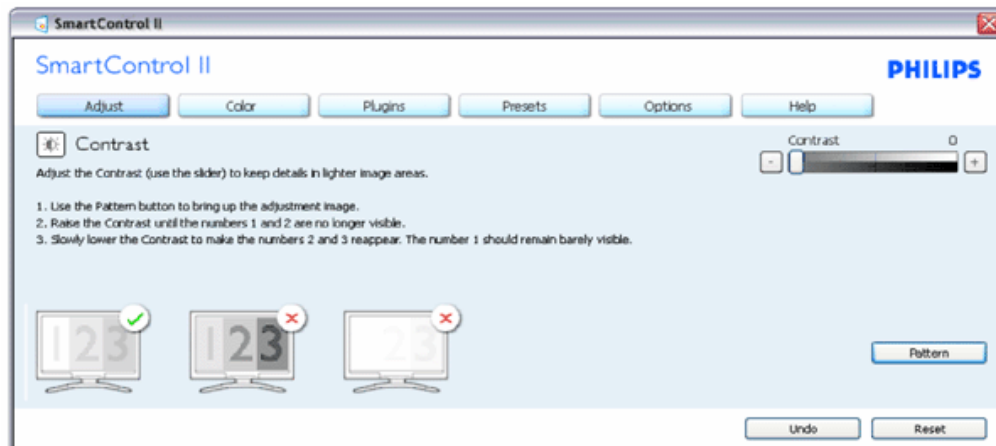 SmartControl II
SmartControl II
PHILIPS
Adjust Color Plugins Presets Options Help
Contrast
Contrast 0
- +
Adjust the Contrast (use the slider) to keep details in lighter image areas.
1. Use the Pattern button to bring up the adjustment image.
2. Raise the Contrast until the numbers 1 and 2 are no longer visible.
3. Slowly lower the Contrast to make the numbers 2 and 3 reappear. The number 1 should remain barely visible.
123 123 23
Pattern
Undo Reset